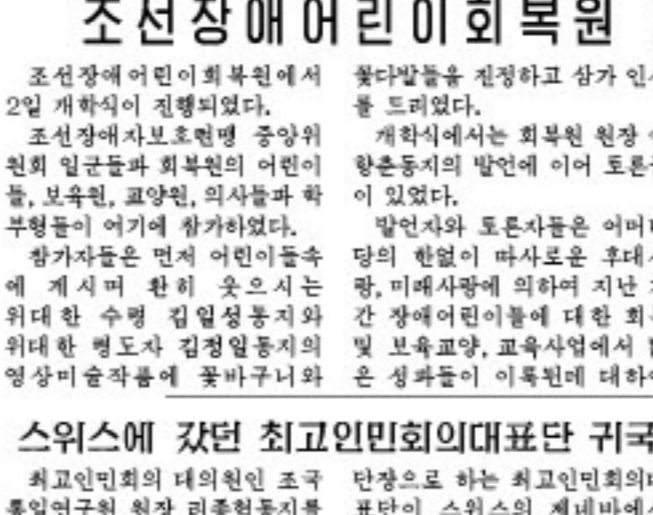 조선장애어린이회복원
조선장애어린이회복원에서
2일 개학식이 진행되였다.
조선장애자보호련맹 중앙위
원회 일군들과 회복원의 어린이
들, 보육원, 교양원, 의사들과 학
부형들이 여기에 참가하였다.
참가자들은 먼저 어린이들속
에 계시며 환히 웃으시는
위대한 수령 김일성동지와
위대한 령도자 김정일동지의
영상미술작품에 꽃바구니와
꽃다발들을 진정하고 삼가 인사
를 드리였다.
개학식에서는 회복원 원장
향춘동지의 발언에 이어 토론
이 있었다.
발언자와 토론자들은 어머
당의 한없이 따사로운 후대
랑, 미래사랑에 의하여 지난
간 장애어린이들에 대한 회
및 보육교양, 교육사업에서
은 성과들이 이룩된데 대하
스위스에 갔던 최고인민회의대표단 귀국
최고인민회의 대의원인 조국
통일연구원 원장 리종혁동지를
단장으로 하는 최고인민회의대
표단이 스위스의 제네바에서